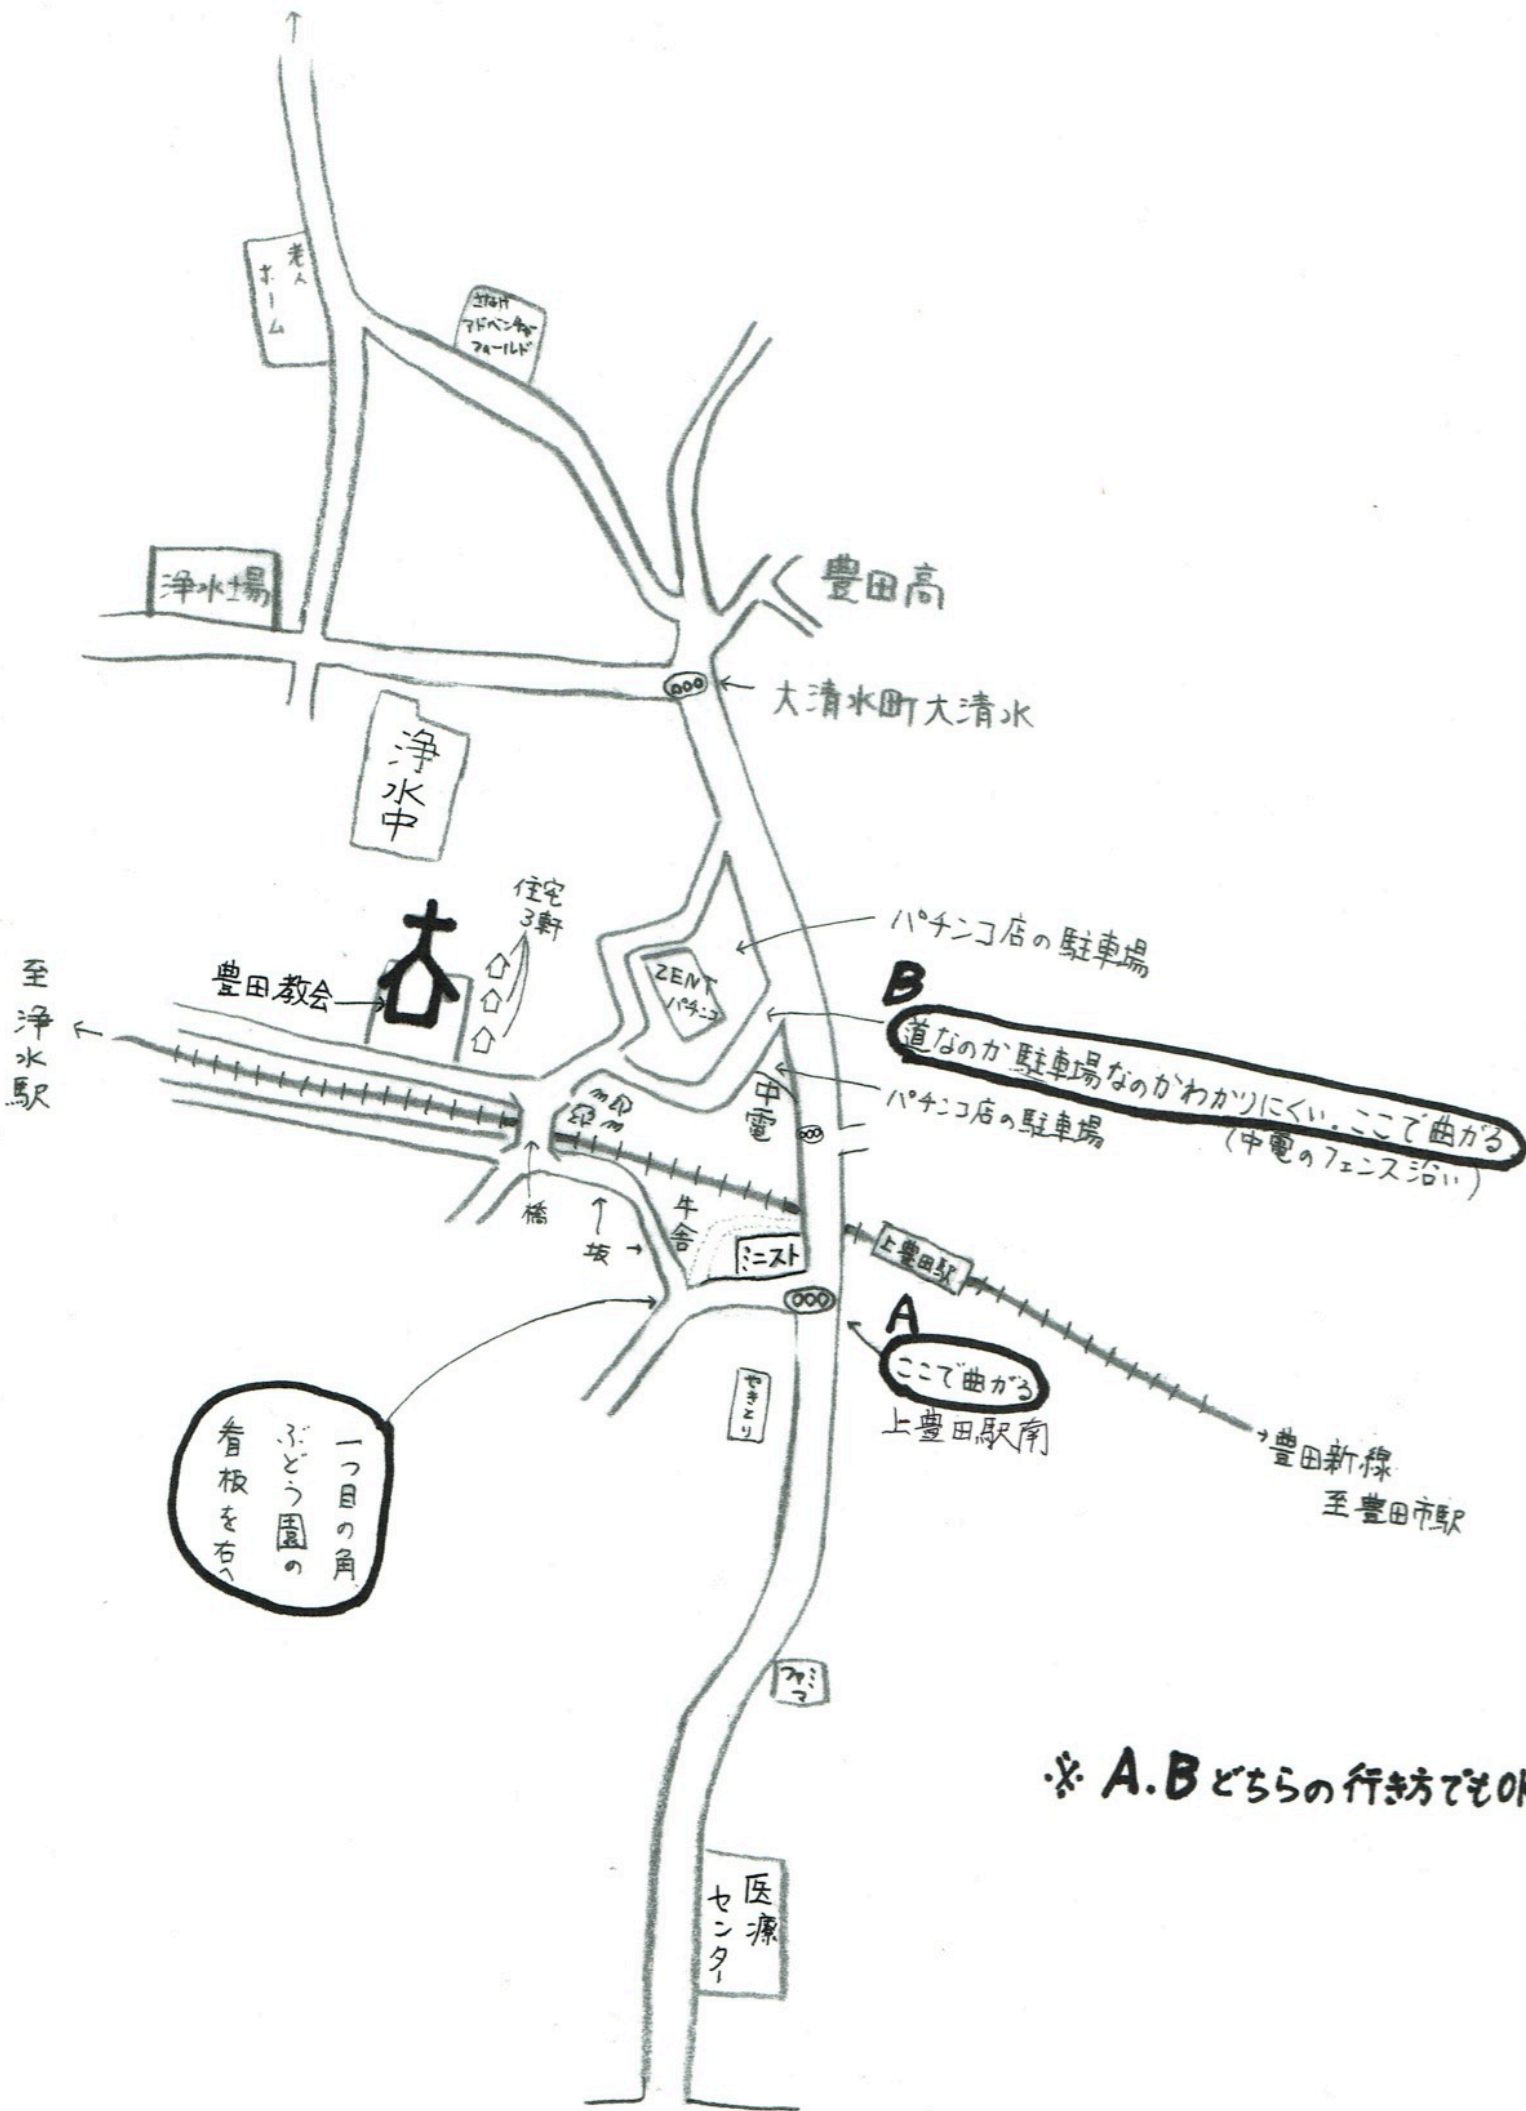 老人
ホーム
さなげ
アドベンチャー
フィールド
浄水場
豊田高
大清水町大清水
浄水中
住宅
3軒
豊田教会
至浄水駅
ZENT
パチンコ
パチンコ店の駐車場
B
道なのか駐車場なのかわかりにくい.ここで曲がる
(中電のフェンス沿い)
パチンコ店の駐車場
中電
橋
坂
牛舎
ミニスト
上豊田駅
A
ここで曲がる
上豊田駅南
やきとり
豊田新線
至豊田市駅
一つ目の角
ぶどう園の
看板を右へ
ファミマ
※ A.Bどちらの行き方でもOK
医療
センター